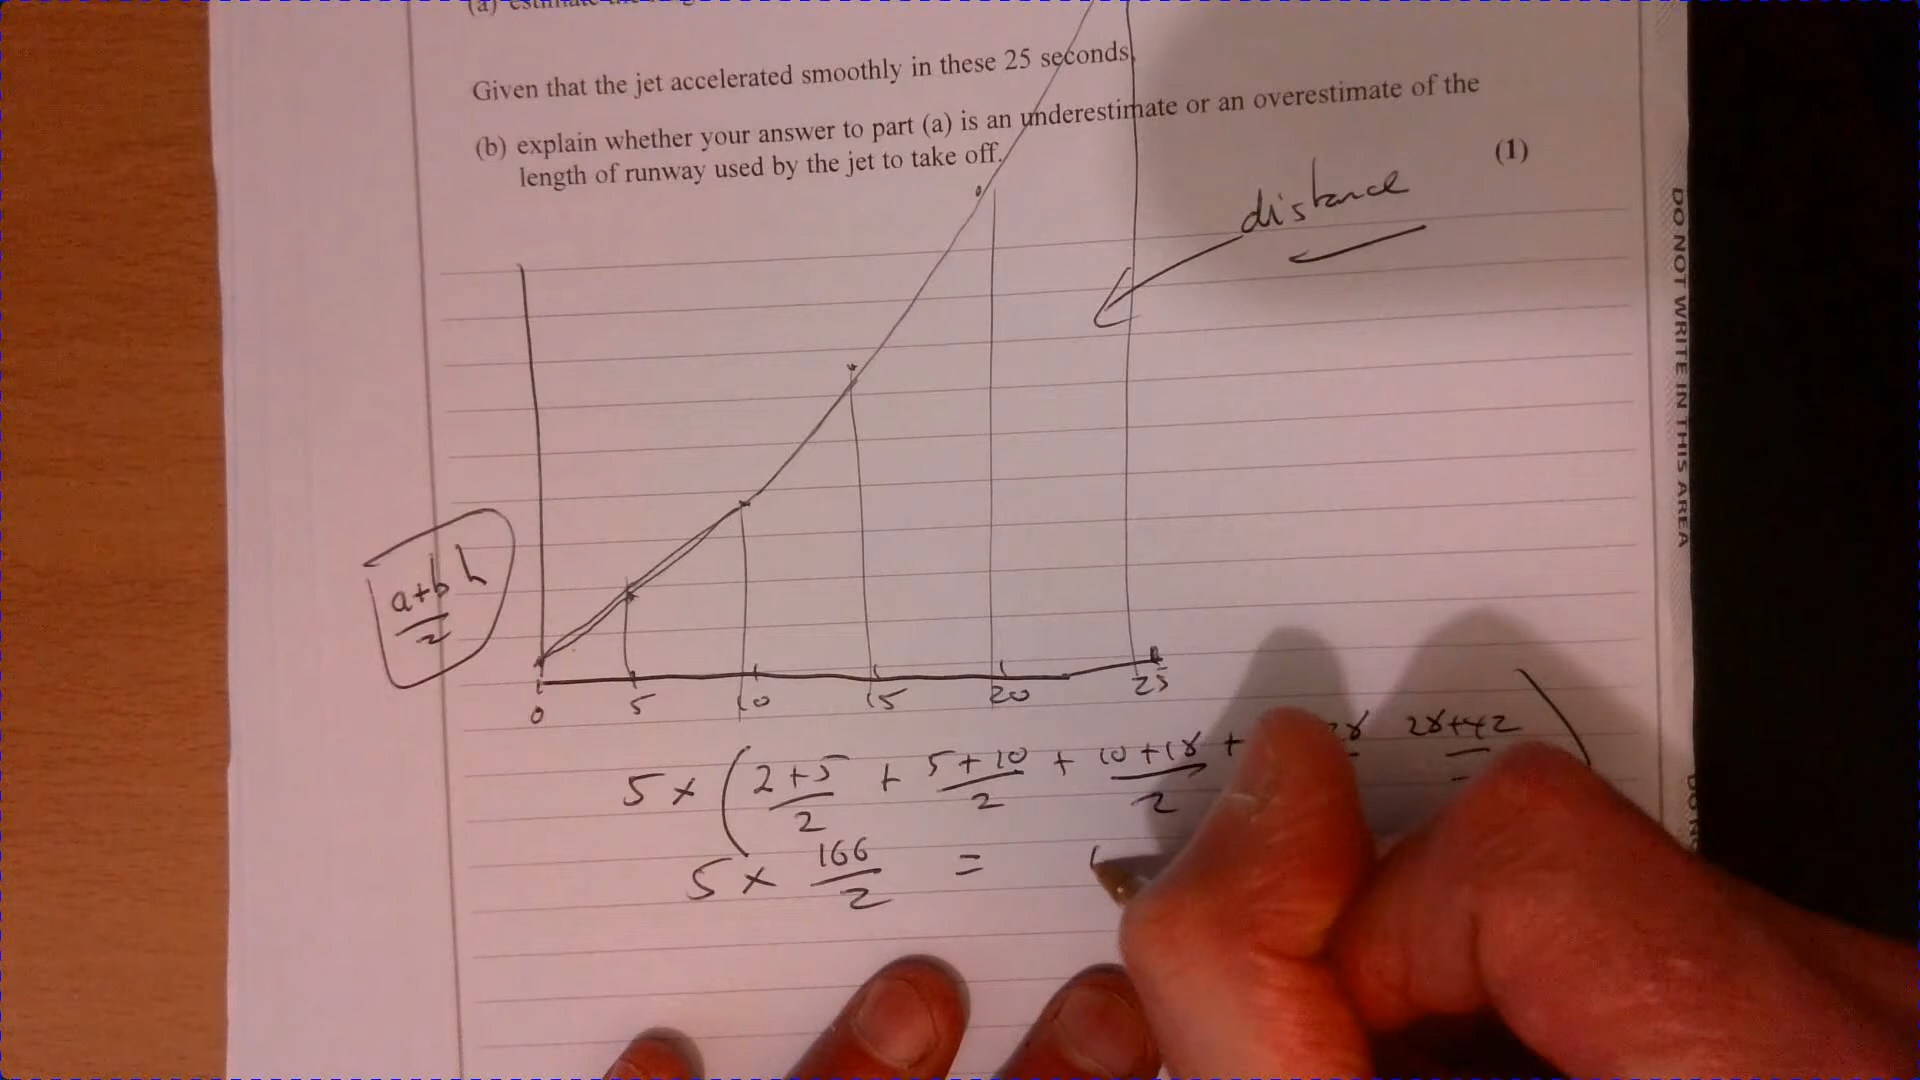 (a) estimate the
Given that the jet accelerated smoothly in these 25 seconds,
(b) explain whether your answer to part (a) is an underestimate or an overestimate of the
length of runway used by the jet to take off.
(1)
distance
DO NOT WRITE IN THIS AREA
a+b/2 h
0 5 10 15 20 25
5 × ( 2+5/2 + 5+10/2 + 10+18/2 + 28 28+42 )
5 × 166/2 =